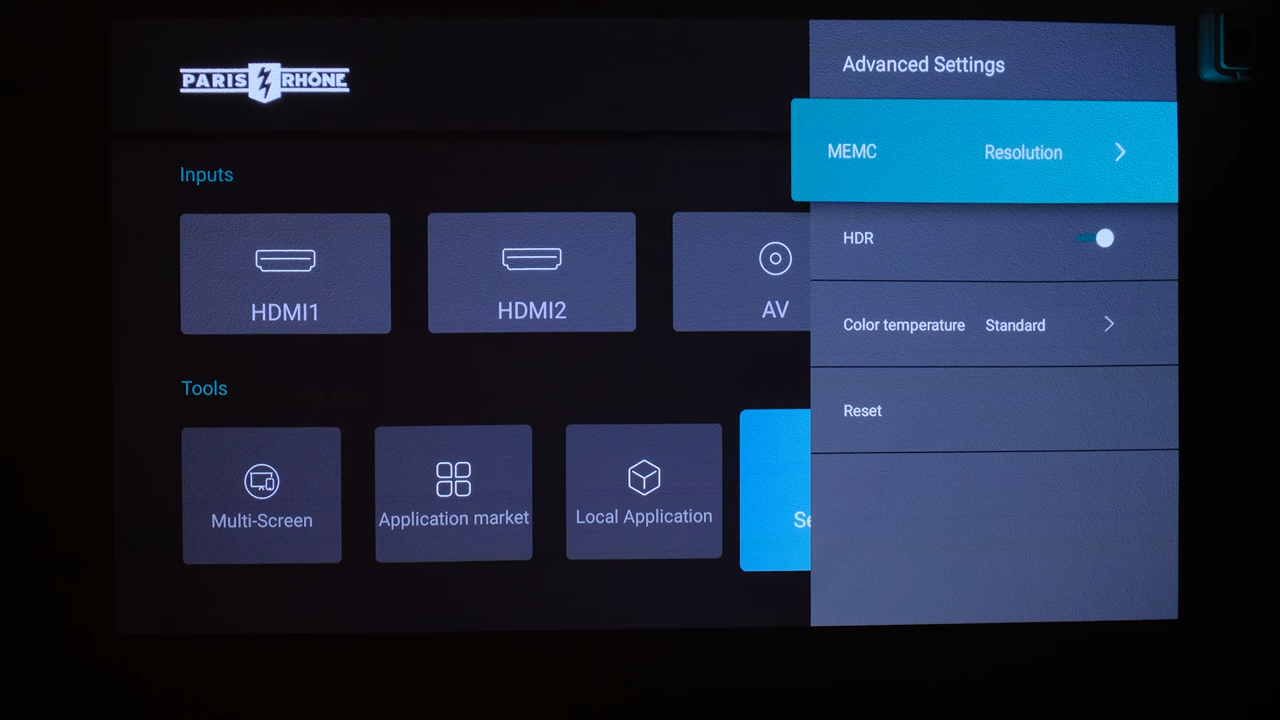 PARIS RHÔNE
Advanced Settings
MEMC Resolution
HDR
Color temperature Standard
Reset
Inputs
HDMI1
HDMI2
AV
Tools
Multi-Screen
Application market
Local Application